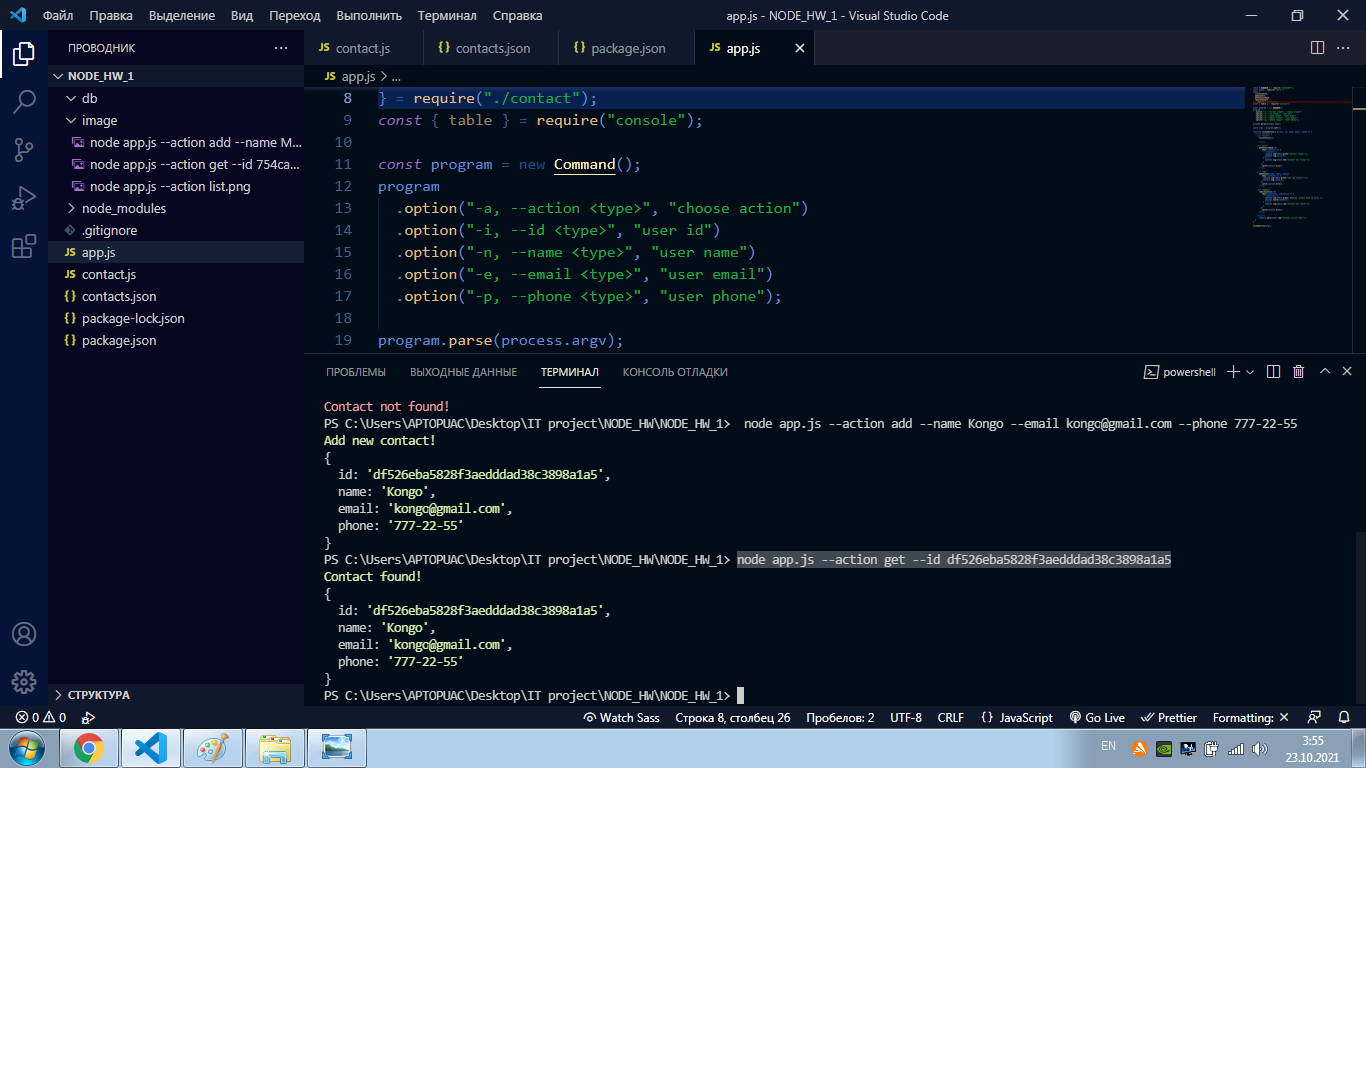 Файл Правка Выделение Вид Переход Выполнить Терминал Справка app.js - NODE_HW_1 - Visual Studio Code
ПРОВОДНИК ···
NODE_HW_1
db
image
node app.js --action add --name M...
node app.js --action get --id 754ca...
node app.js --action list.png
node_modules
.gitignore
JS app.js
JS contact.js
{} contacts.json
{} package-lock.json
{} package.json
СТРУКТУРА
JS contact.js {} contacts.json {} package.json JS app.js
JS app.js > ...
8 } = require("./contact");
9 const { table } = require("console");
10
11 const program = new Command();
12 program
13 .option("-a, --action <type>", "choose action")
14 .option("-i, --id <type>", "user id")
15 .option("-n, --name <type>", "user name")
16 .option("-e, --email <type>", "user email")
17 .option("-p, --phone <type>", "user phone");
18
19 program.parse(process.argv);
ПРОБЛЕМЫ ВЫХОДНЫЕ ДАННЫЕ ТЕРМИНАЛ КОНСОЛЬ ОТЛАДКИ powershell
Contact not found!
PS C:\Users\APTOPUAC\Desktop\IT project\NODE_HW\NODE_HW_1> node app.js --action add --name Kongo --email kongo@gmail.com --phone 777-22-55
Add new contact!
{
id: 'df526eba5828f3aedddad38c3898a1a5',
name: 'Kongo',
email: 'kongo@gmail.com',
phone: '777-22-55'
}
PS C:\Users\APTOPUAC\Desktop\IT project\NODE_HW\NODE_HW_1> node app.js --action get --id df526eba5828f3aedddad38c3898a1a5
Contact found!
{
id: 'df526eba5828f3aedddad38c3898a1a5',
name: 'Kongo',
email: 'kongo@gmail.com',
phone: '777-22-55'
}
PS C:\Users\APTOPUAC\Desktop\IT project\NODE_HW\NODE_HW_1>
0 0 Watch Sass Строка 8, столбец 26 Пробелов: 2 UTF-8 CRLF {} JavaScript Go Live Prettier Formatting: ✕
EN 3:55
23.10.2021